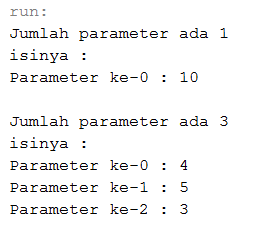 run:
Jumlah parameter ada 1
isinya :
Parameter ke-0 : 10
Jumlah parameter ada 3
isinya :
Parameter ke-0 : 4
Parameter ke-1 : 5
Parameter ke-2 : 3